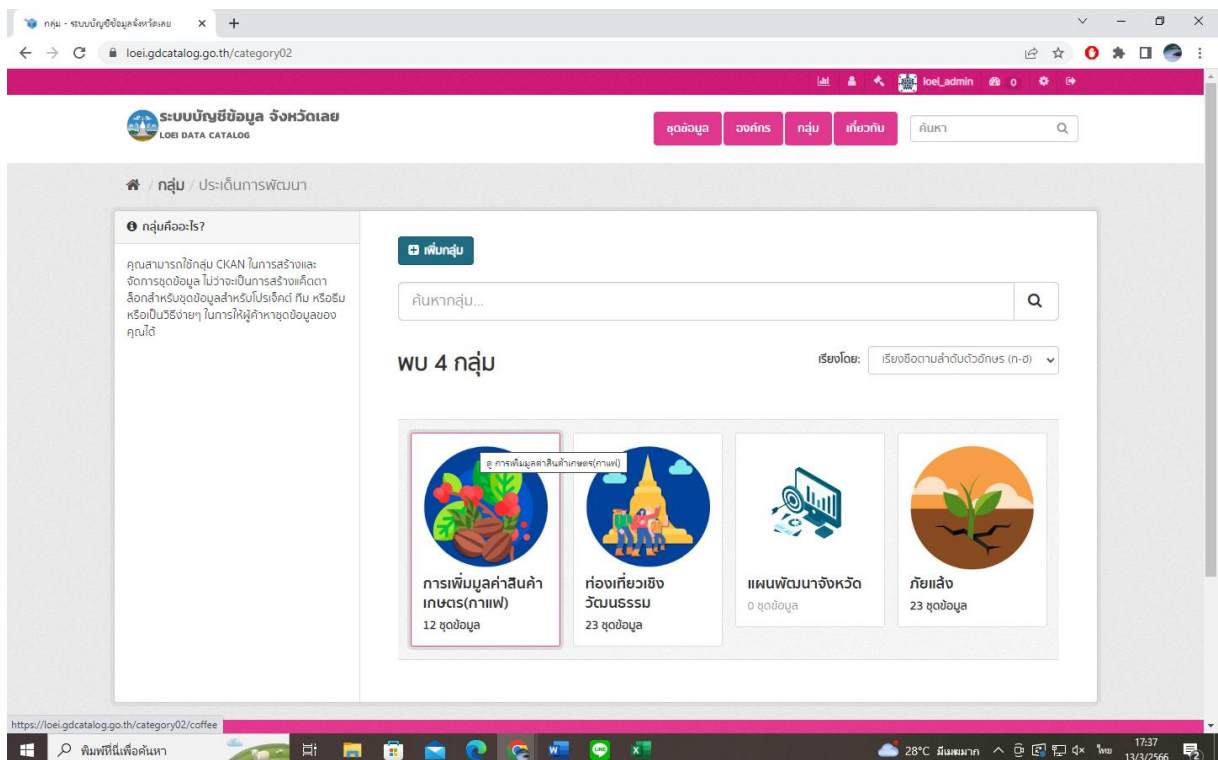 กลุ่ม - ระบบบัญชีข้อมูลจังหวัดเลย
loei.gdcatalog.go.th/category02
loei_admin 0
ระบบบัญชีข้อมูล จังหวัดเลย
LOEI DATA CATALOG
ชุดข้อมูล องค์กร กลุ่ม เกี่ยวกับ ค้นหา
/ กลุ่ม / ประเด็นการพัฒนา
กลุ่มคืออะไร?
คุณสามารถใช้กลุ่ม CKAN ในการสร้างและ
จัดการชุดข้อมูล ไม่ว่าจะเป็นการสร้างแค็ตตา
ล็อกสำหรับชุดข้อมูลสำหรับโปรเจ็คต์ ทีม หรือธีม
หรือเป็นวิธีง่ายๆ ในการให้ผู้ค้าหาชุดข้อมูลของ
คุณได้
เพิ่มกลุ่ม
ค้นหากลุ่ม...
พบ 4 กลุ่ม
เรียงโดย: เรียงชื่อตามลำดับตัวอักษร (ก-ฮ)
ดู การเพิ่มมูลค่าสินค้าเกษตร(กาแฟ)
การเพิ่มมูลค่าสินค้า
เกษตร(กาแฟ)
12 ชุดข้อมูล
ท่องเที่ยวเชิง
วัฒนธรรม
23 ชุดข้อมูล
แผนพัฒนาจังหวัด
0 ชุดข้อมูล
ภัยแล้ง
23 ชุดข้อมูล
https://loei.gdcatalog.go.th/category02/coffee
พิมพ์ที่นี่เพื่อค้นหา
28°C มีเมฆมาก
ไทย
17:37
13/3/2566